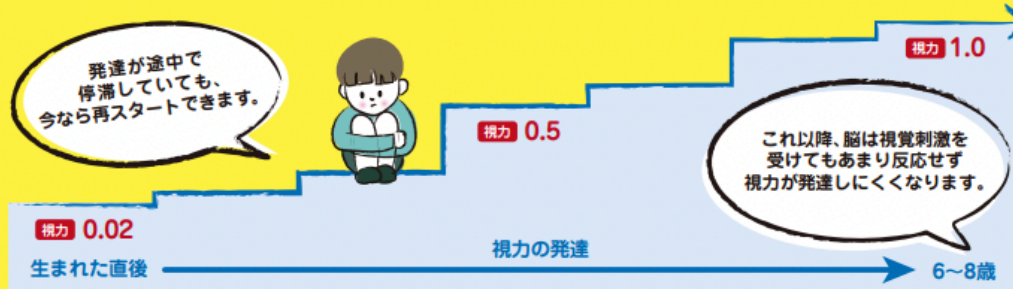 発達が途中で
停滞していても、
今なら再スタートできます。
視力 1.0
視力 0.5
これ以降、脳は視覚刺激を
受けてもあまり反応せず
視力が発達しにくくなります。
視力 0.02
視力の発達
生まれた直後
6〜8歳